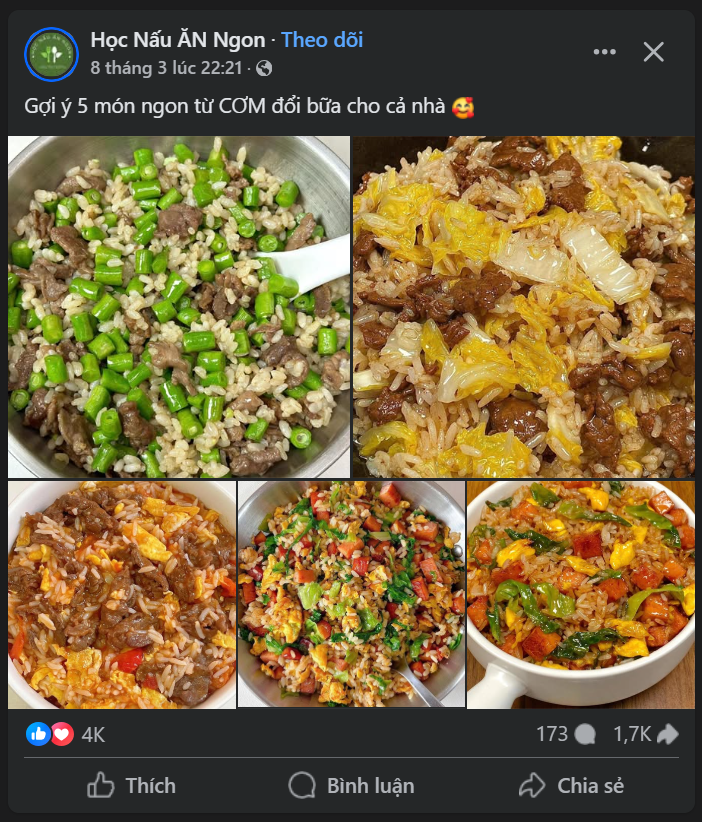 Học Nấu ĂN Ngon · Theo dõi
8 tháng 3 lúc 22:21 ·
Gợi ý 5 món ngon từ CƠM đổi bữa cho cả nhà 🥰
4K
173
1,7K
Thích
Bình luận
Chia sẻ